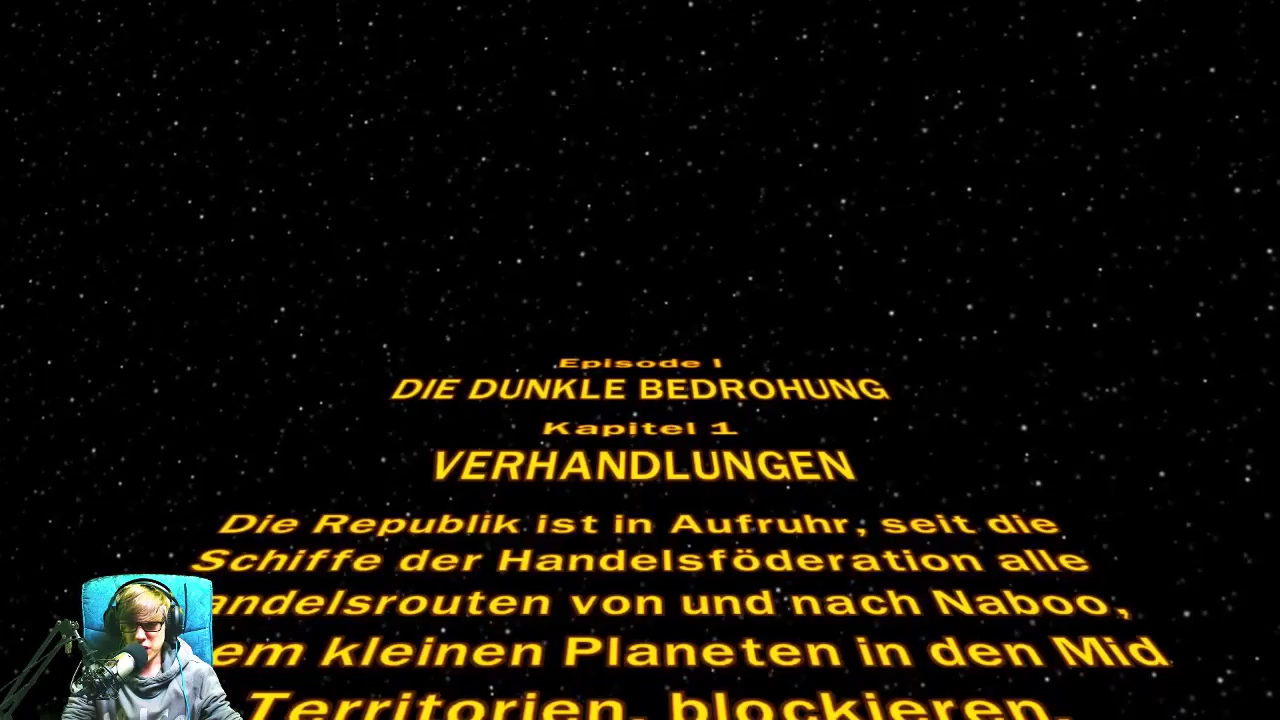 Episode I
DIE DUNKLE BEDROHUNG
Kapitel 1
VERHANDLUNGEN
Die Republik ist in Aufruhr, seit die
Schiffe der Handelsföderation alle
andelsrouten von und nach Naboo,
em kleinen Planeten in den Mid
Territorien, blockieren.